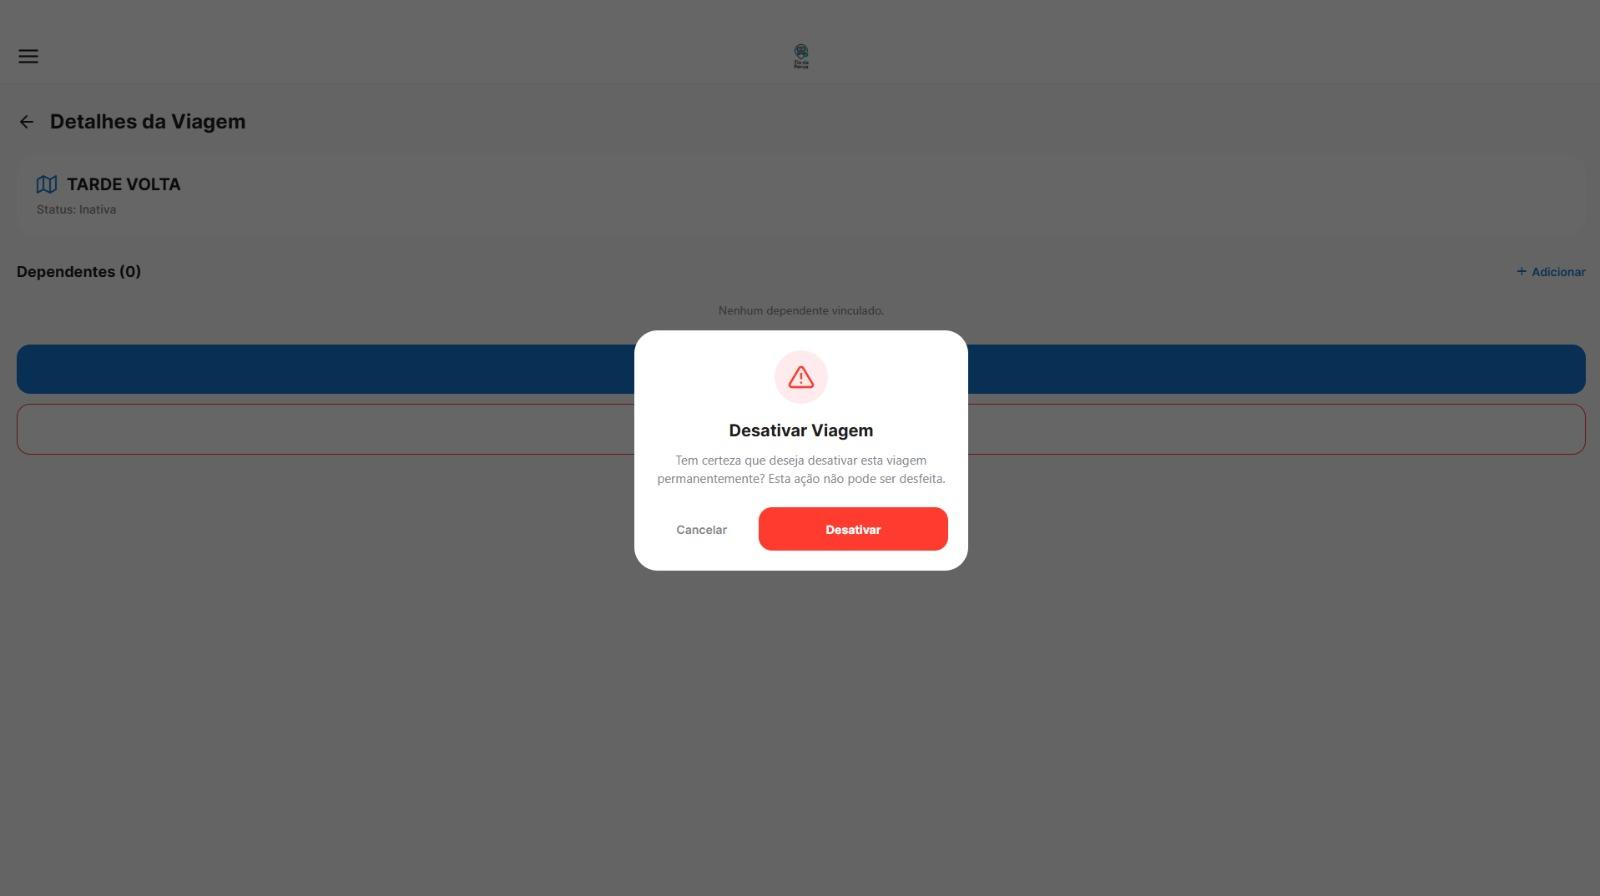 Detalhes da Viagem
TARDE VOLTA
Status: Inativa
Dependentes (0)
+ Adicionar
Nenhum dependente vinculado.
Desativar Viagem
Tem certeza que deseja desativar esta viagem
permanentemente? Esta ação não pode ser desfeita.
Cancelar
Desativar